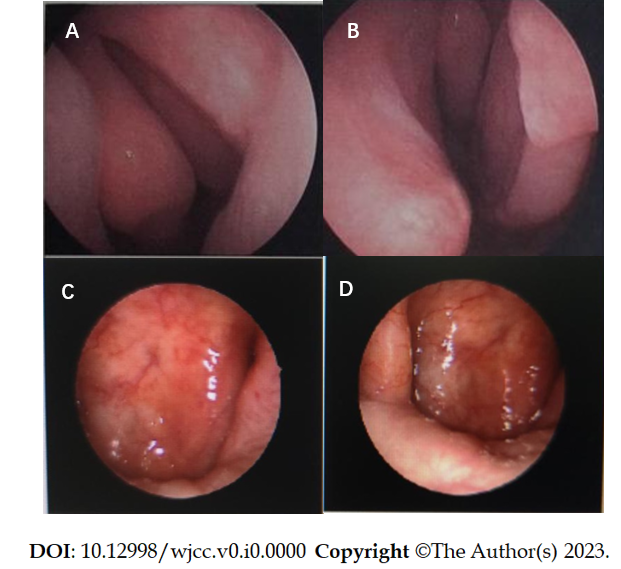 A
B
C
D
DOI: 10.12998/wjcc.v0.i0.0000 Copyright ©The Author(s) 2023.